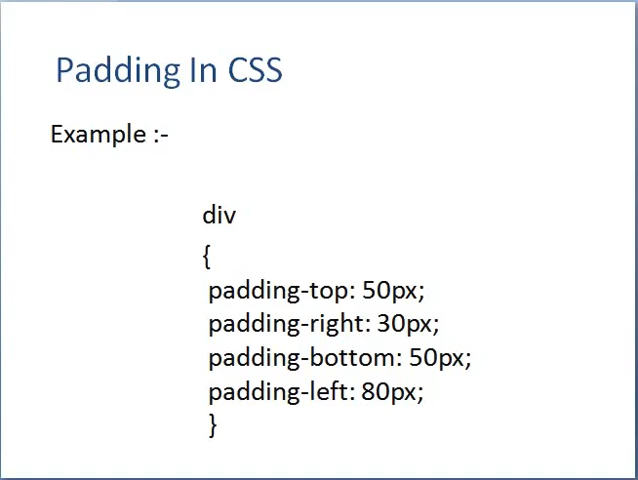 Padding In CSS
Example :-
div
{
padding-top: 50px;
padding-right: 30px;
padding-bottom: 50px;
padding-left: 80px;
}